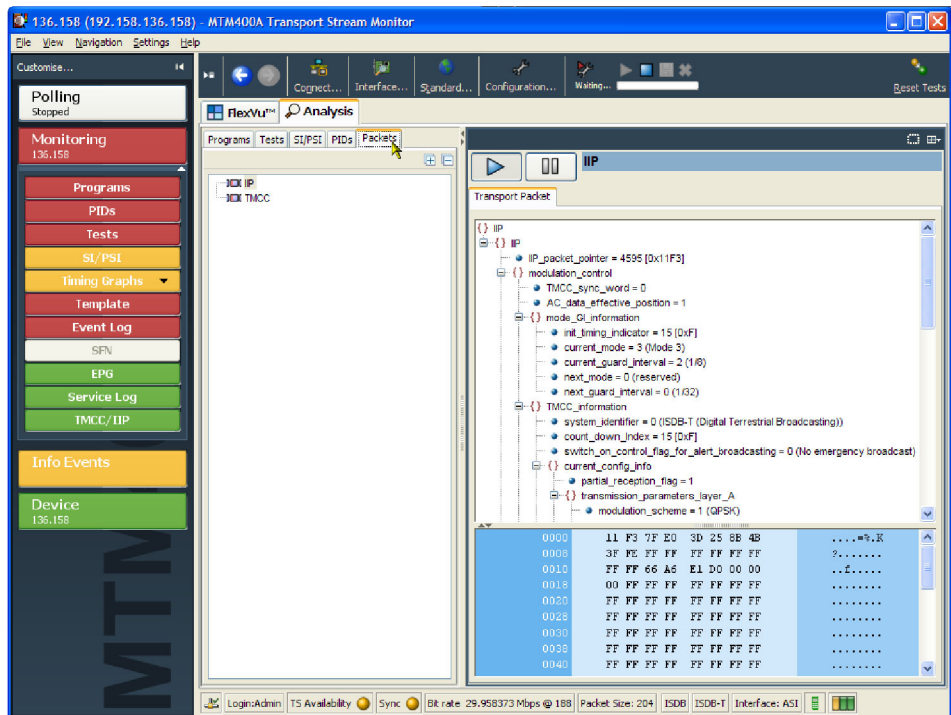 136.158 (192.158.136.158) - MTM400A Transport Stream Monitor
File View Navigation Settings Help
Customise...
Polling
Stopped
Monitoring
136.158
Programs
PIDs
Tests
SI/PSI
Timing Graphs
Template
Event Log
SFN
EPG
Service Log
TMCC/IIP
Info Events
Device
136.158
MTM
Connect... Interface... Standard... Configuration... Waiting... Reset Tests
FlexVu™ Analysis
Programs Tests SI/PSI PIDs Packets
IIP
TMCC
IIP
Transport Packet
{} IIP
{} IIP
IIP_packet_pointer = 4595 [0x11F3]
{} modulation_control
TMCC_sync_word = 0
AC_data_effective_position = 1
{} mode_GI_information
init_timing_indicator = 15 [0xF]
current_mode = 3 (Mode 3)
current_guard_interval = 2 (1/8)
next_mode = 0 (reserved)
next_guard_interval = 0 (1/32)
{} TMCC_information
system_identifier = 0 (ISDB-T (Digital Terrestrial Broadcasting))
count_down_Index = 15 [0xF]
switch_on_control_flag_for_alert_broadcasting = 0 (No emergency broadcast)
{} current_config_info
partial_reception_flag = 1
{} transmission_parameters_layer_A
modulation_scheme = 1 (QPSK)
0000 11 F3 7F E0 3D 25 8B 4B ....=%.K
0008 3F FE FF FF FF FF FF FF ?.......
0010 FF FF 66 A6 E1 D0 00 00 ..f.....
0018 00 FF FF FF FF FF FF FF ........
0020 FF FF FF FF FF FF FF FF ........
0028 FF FF FF FF FF FF FF FF ........
0030 FF FF FF FF FF FF FF FF ........
0038 FF FF FF FF FF FF FF FF ........
0040 FF FF FF FF FF FF FF FF ........
Login:Admin TS Availability Sync Bit rate 29.958373 Mbps @ 188 Packet Size: 204 ISDB ISDB-T Interface: ASI